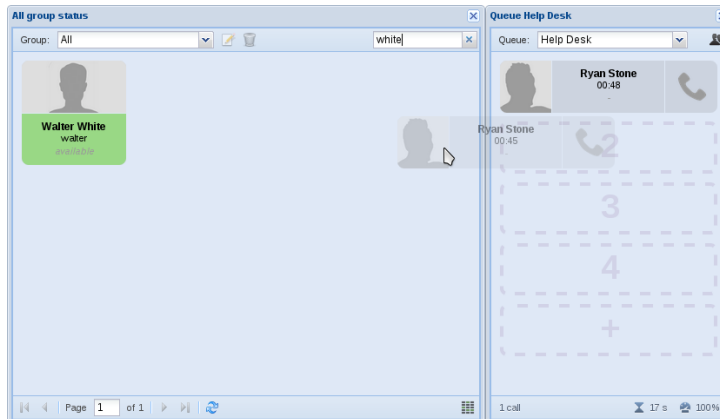 All group status
Group: All
white
Walter White
walter
available
Page 1 of 1
Queue Help Desk
Queue: Help Desk
Ryan Stone
00:48
-
Ryan Stone
00:45
2
3
4
+
1 call
17 s
100%